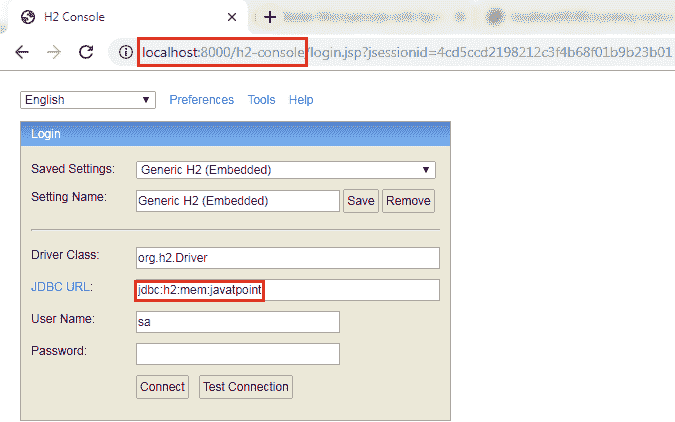 H2 Console
localhost:8000/h2-console/login.jsp?jsessionid=4cd5ccd2198212c3f4b68f01b9b23b01
English Preferences Tools Help
Login
Saved Settings: Generic H2 (Embedded)
Setting Name: Generic H2 (Embedded) Save Remove
Driver Class: org.h2.Driver
JDBC URL: jdbc:h2:mem:javatpoint
User Name: sa
Password:
Connect Test Connection